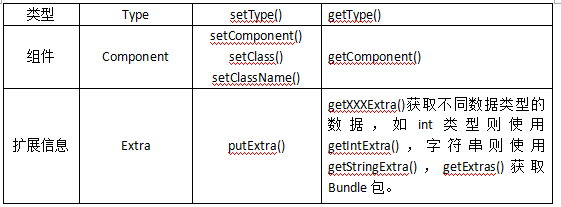 类型 Type setType() getType()
组件 Component setComponent() setClass() setClassName() getComponent()
扩展信息 Extra putExtra() getXXXExtra()获取不同数据类型的
数据，如 int 类型则使用
getIntExtra()，字符串则使用
getStringExtra()，getExtras()获取
Bundle 包。